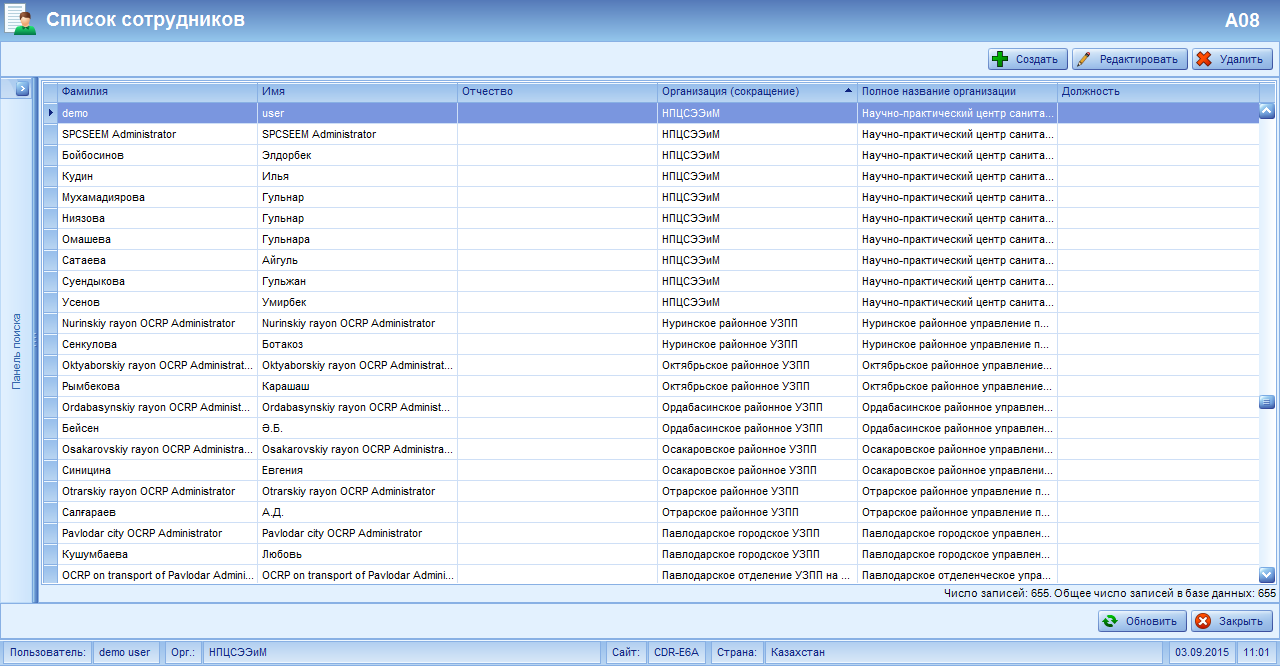 Список сотрудников A08
Создать Редактировать Удалить
Панель поиска
Фамилия Имя Отчество Организация (сокращение) Полное название организации Должность
demo user НПЦСЭЭиМ Научно-практический центр санита...
SPCSEEM Administrator SPCSEEM Administrator НПЦСЭЭиМ Научно-практический центр санита...
Бойбосинов Элдорбек НПЦСЭЭиМ Научно-практический центр санита...
Кудин Илья НПЦСЭЭиМ Научно-практический центр санита...
Мухамадиярова Гульнар НПЦСЭЭиМ Научно-практический центр санита...
Ниязова Гульнар НПЦСЭЭиМ Научно-практический центр санита...
Омашева Гульнара НПЦСЭЭиМ Научно-практический центр санита...
Сатаева Айгуль НПЦСЭЭиМ Научно-практический центр санита...
Суендыкова Гульжан НПЦСЭЭиМ Научно-практический центр санита...
Усенов Умирбек НПЦСЭЭиМ Научно-практический центр санита...
Nurinskiy rayon OCRP Administrator Nurinskiy rayon OCRP Administrator Нуринское районное УЗПП Нуринское районное управление п...
Сенкулова Ботакоз Нуринское районное УЗПП Нуринское районное управление п...
Oktyaborskiy rayon OCRP Administrat... Oktyaborskiy rayon OCRP Administrat... Октябрьское районное УЗПП Октябрьское районное управление...
Рымбекова Карашаш Октябрьское районное УЗПП Октябрьское районное управление...
Ordabasynskiy rayon OCRP Administ... Ordabasynskiy rayon OCRP Administ... Ордабасинское районное УЗПП Ордабасинское районное управлен...
Бейсен Ә.Б. Ордабасинское районное УЗПП Ордабасинское районное управлен...
Osakarovskiy rayon OCRP Administra... Osakarovskiy rayon OCRP Administra... Осакаровское районное УЗПП Осакаровское районное управлени...
Синицина Евгения Осакаровское районное УЗПП Осакаровское районное управлени...
Otrarskiy rayon OCRP Administrator Otrarskiy rayon OCRP Administrator Отрарское районное УЗПП Отрарское районное управление п...
Салғараев А.Д. Отрарское районное УЗПП Отрарское районное управление п...
Pavlodar city OCRP Administrator Pavlodar city OCRP Administrator Павлодарское городское УЗПП Павлодарское городское управлен...
Кушумбаева Любовь Павлодарское городское УЗПП Павлодарское городское управлен...
OCRP on transport of Pavlodar Admini... OCRP on transport of Pavlodar Admini... Павлодарское отделение УЗПП на ... Павлодарское отделенческое упра...
Число записей: 655. Общее число записей в базе данных: 655
Обновить Закрыть
Пользователь: demo user Орг.: НПЦСЭЭиМ Сайт: CDR-E6A Страна: Казахстан 03.09.2015 11:01